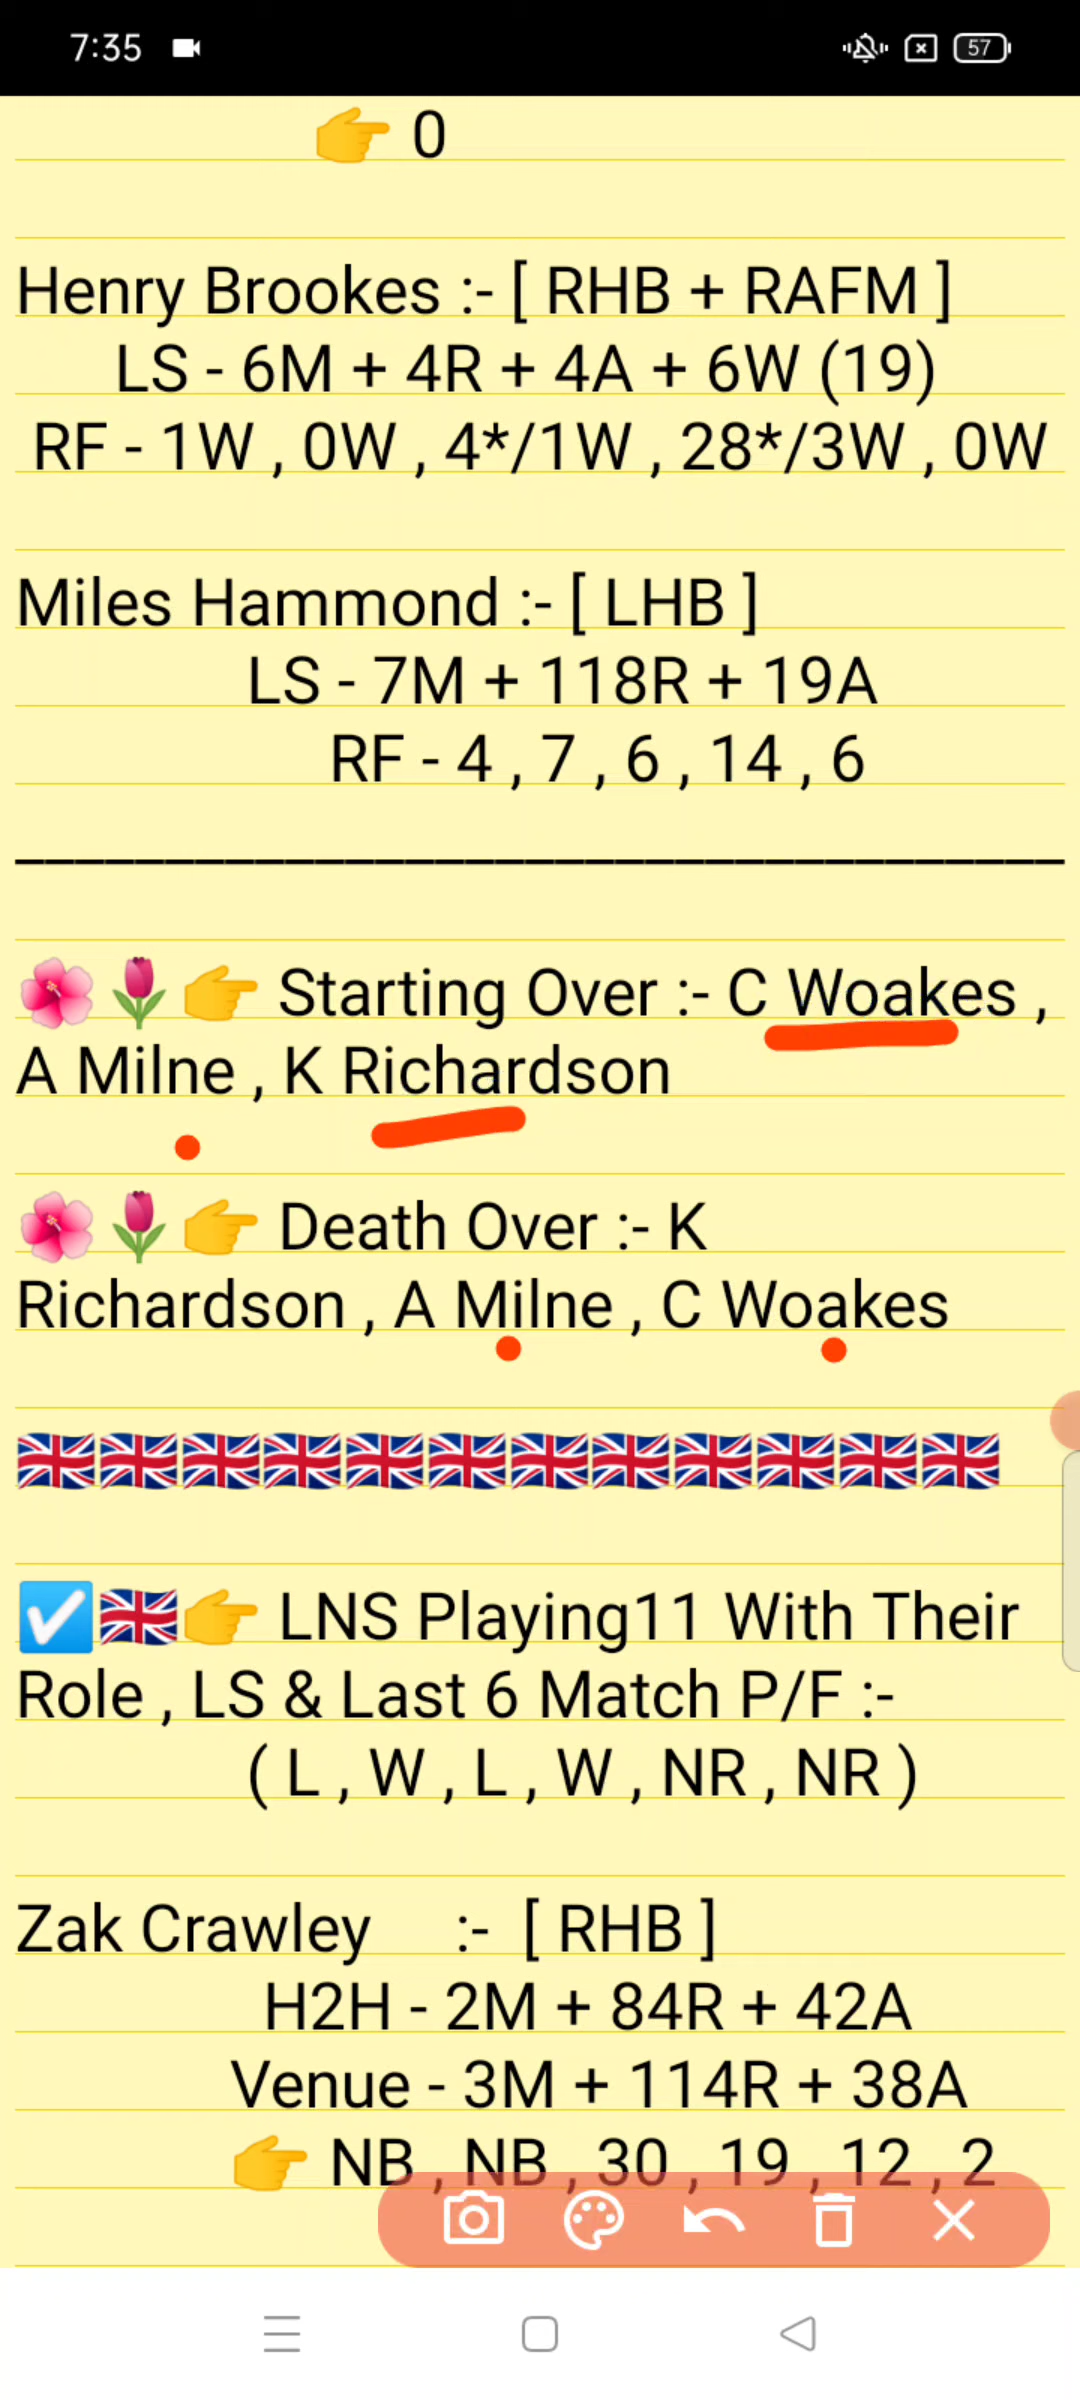 7:35
57
👉 0
Henry Brookes :- [ RHB + RAFM ]
LS - 6M + 4R + 4A + 6W (19)
RF - 1W , 0W , 4*/1W , 28*/3W , 0W
Miles Hammond :- [ LHB ]
LS - 7M + 118R + 19A
RF - 4 , 7 , 6 , 14 , 6
🌺🌷👉 Starting Over :- C Woakes ,
A Milne , K Richardson
🌺🌷👉 Death Over :- K
Richardson , A Milne , C Woakes
🇬🇧🇬🇧🇬🇧🇬🇧🇬🇧🇬🇧🇬🇧🇬🇧🇬🇧🇬🇧🇬🇧🇬🇧
☑️🇬🇧👉 LNS Playing11 With Their
Role , LS & Last 6 Match P/F :-
( L , W , L , W , NR , NR )
Zak Crawley :- [ RHB ]
H2H - 2M + 84R + 42A
Venue - 3M + 114R + 38A
👉 NB , NB , 30 , 19 , 12 , 2